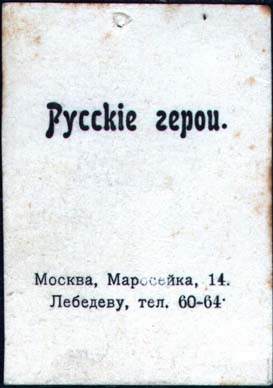 Русскіе герои.
Москва, Маросейка, 14.
Лебедеву, тел. 60-64